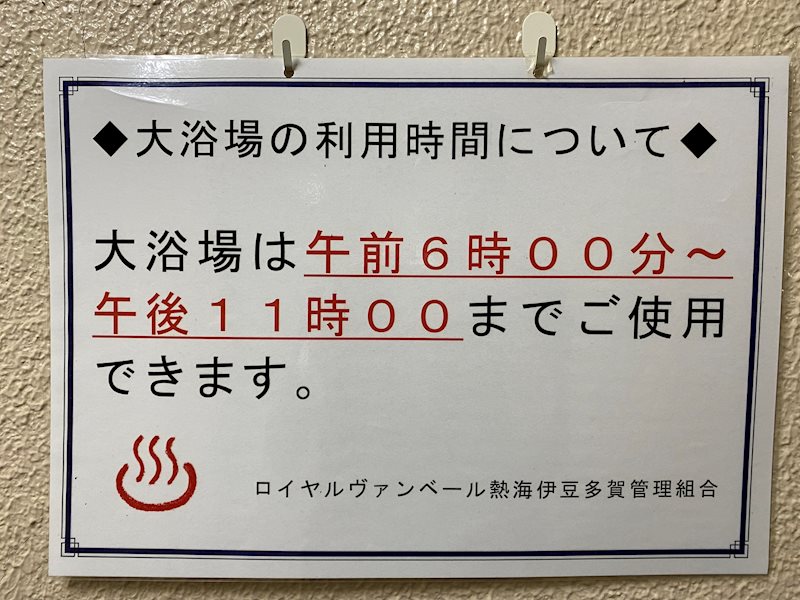 ◆大浴場の利用時間について◆
大浴場は午前６時００分～
午後１１時００までご使用
できます。
ロイヤルヴァンベール熱海伊豆多賀管理組合